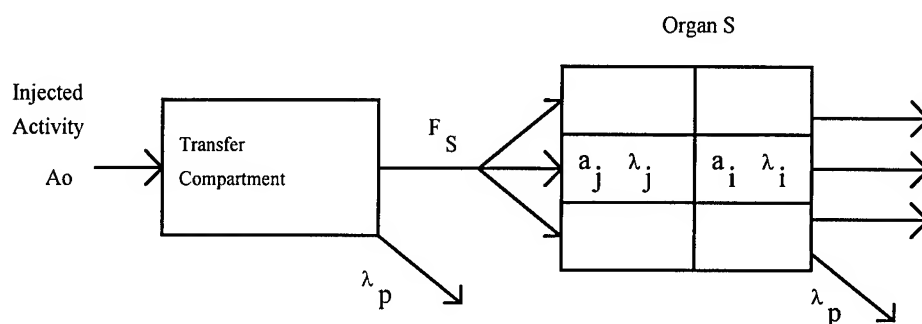 Organ S
Injected
Activity
Ao
Transfer
Compartment
F S
a j λ j
a i λ i
λ p
λ p